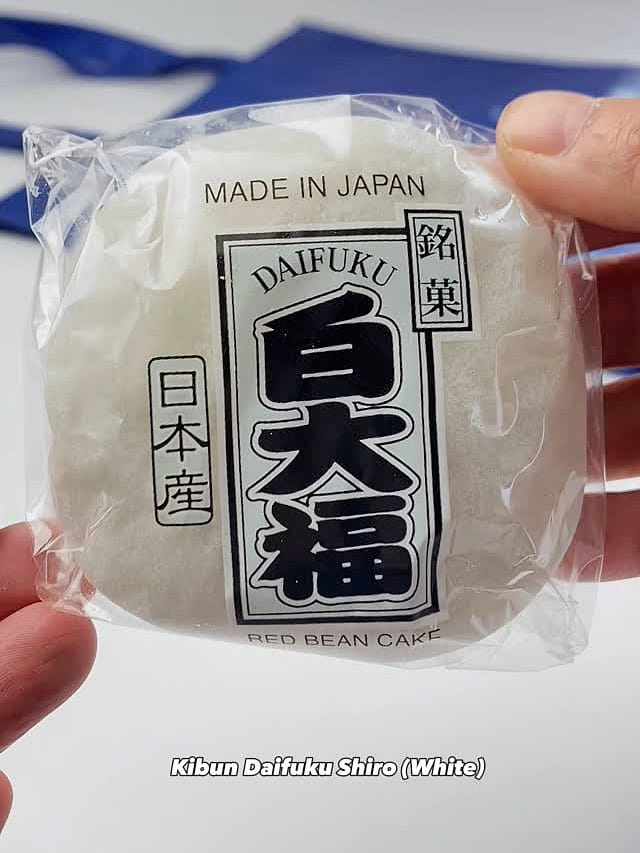 MADE IN JAPAN
銘菓
DAIFUKU
白大福
日本産
RED BEAN CAKE
Kibun Daifuku Shiro (White)